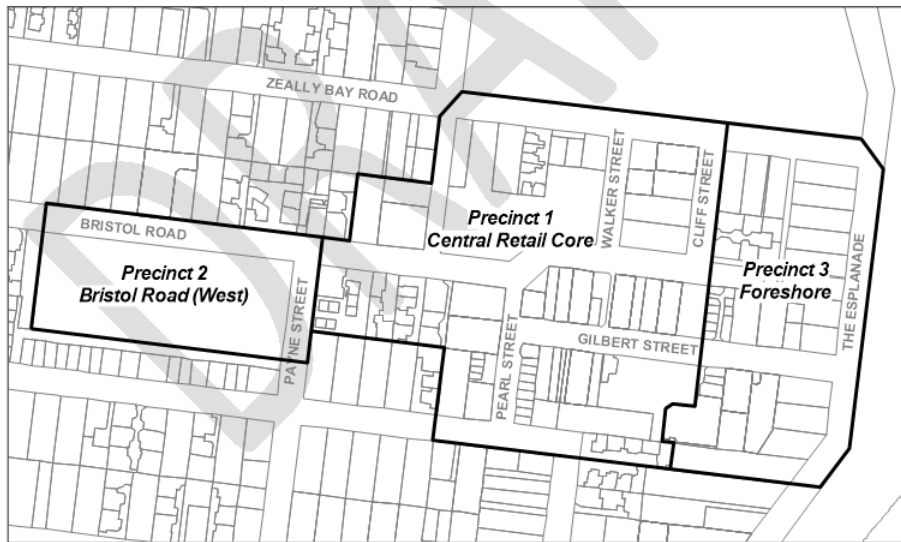 DRA
ZEALLY BAY ROAD
WALKER STREET
CLIFF STREET
Precinct 1
Central Retail Core
BRISTOL ROAD
Precinct 2
Bristol Road (West)
PAYNE STREET
Precinct 3
Foreshore
THE ESPLANADE
PEARL STREET
GILBERT STREET